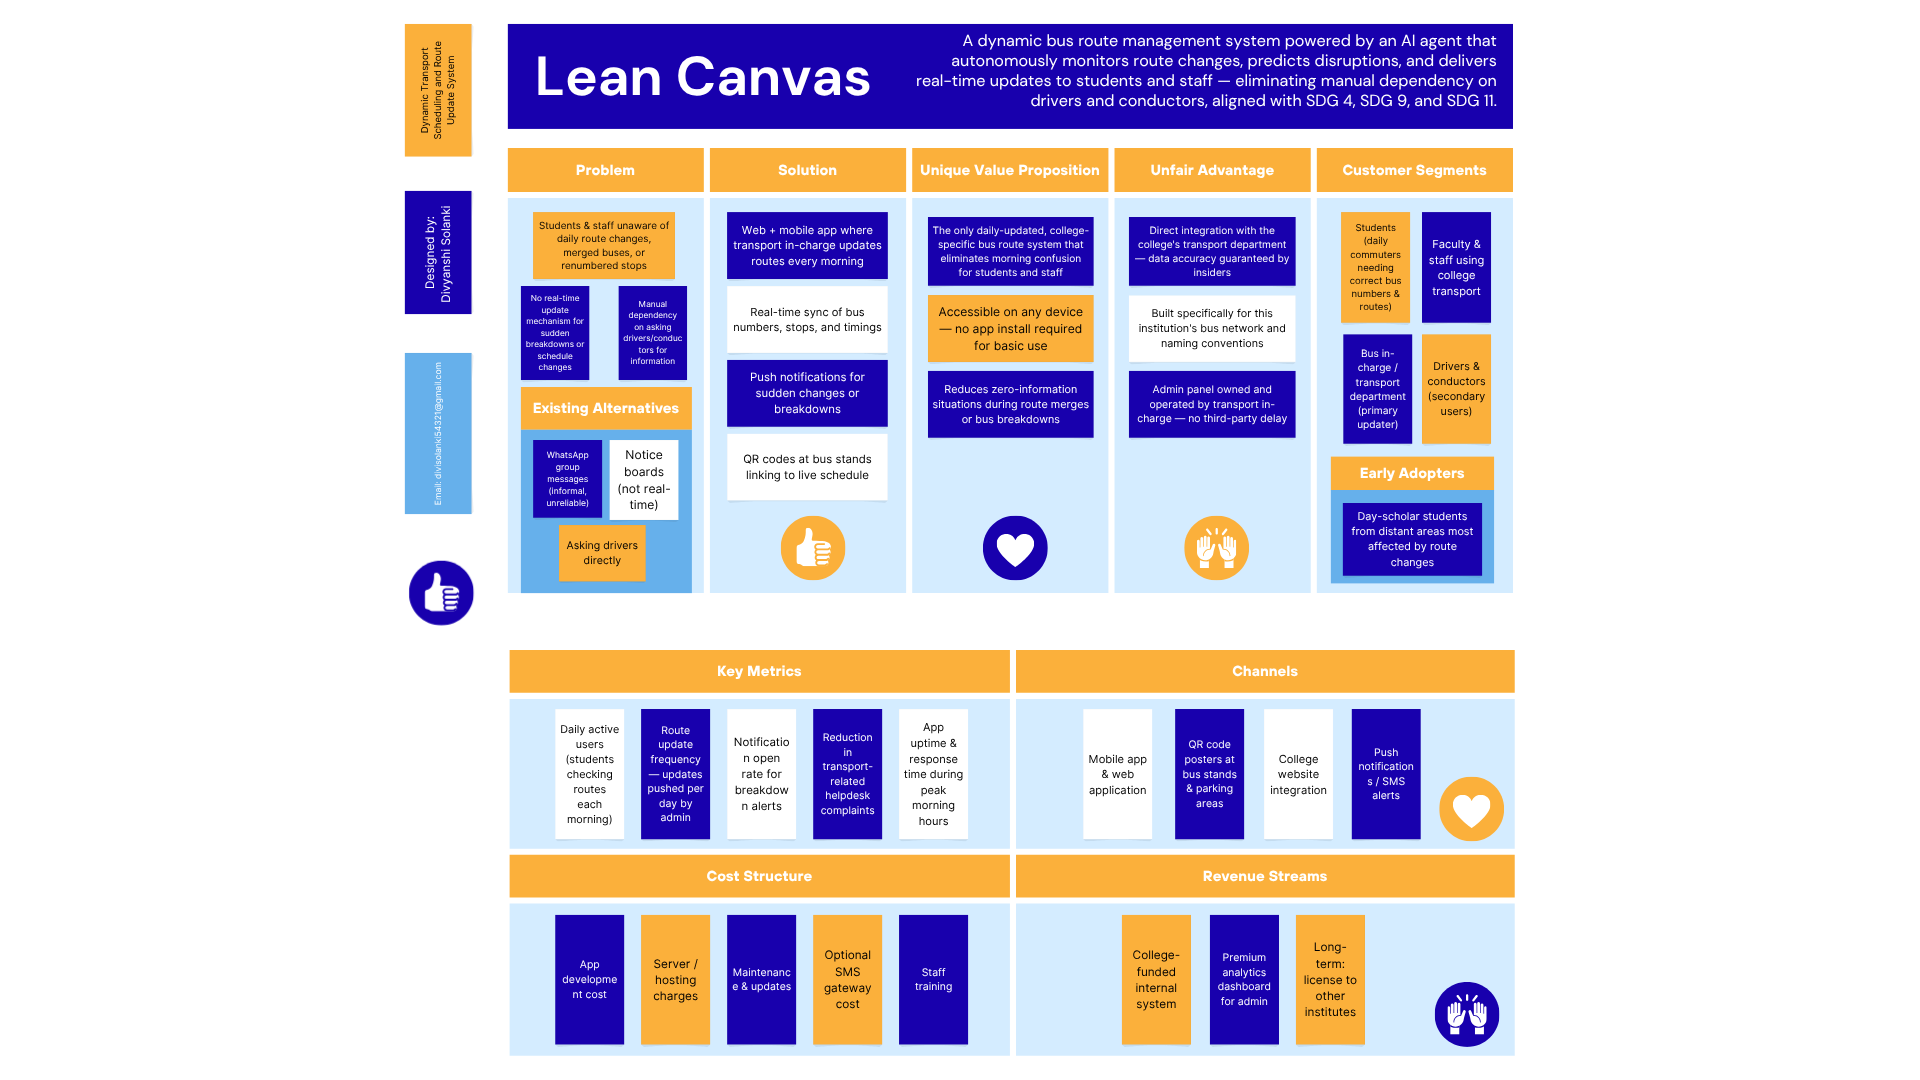 Dynamic Transport
Scheduling and Route
Update System
Designed by:
Divyanshi Solanki
Email: divisolanki54321@gmail.com
Lean Canvas
A dynamic bus route management system powered by an AI agent that
autonomously monitors route changes, predicts disruptions, and delivers
real-time updates to students and staff — eliminating manual dependency on
drivers and conductors, aligned with SDG 4, SDG 9, and SDG 11.
Problem
Students & staff unaware of
daily route changes,
merged buses, or
renumbered stops
No real-time
update
mechanism for
sudden
breakdowns or
schedule
changes
Manual
dependency
on asking
drivers/conduc
tors for
information
Existing Alternatives
WhatsApp
group
messages
(informal,
unreliable)
Notice
boards
(not real-
time)
Asking drivers
directly
Solution
Web + mobile app where
transport in-charge updates
routes every morning
Real-time sync of bus
numbers, stops, and timings
Push notifications for
sudden changes or
breakdowns
QR codes at bus stands
linking to live schedule
Unique Value Proposition
The only daily-updated, college-
specific bus route system that
eliminates morning confusion
for students and staff
Accessible on any device
— no app install required
for basic use
Reduces zero-information
situations during route merges
or bus breakdowns
Unfair Advantage
Direct integration with the
college's transport department
— data accuracy guaranteed by
insiders
Built specifically for this
institution's bus network and
naming conventions
Admin panel owned and
operated by transport in-
charge — no third-party delay
Customer Segments
Students
(daily
commuters
needing
correct bus
numbers &
routes)
Faculty &
staff using
college
transport
Bus in-
charge /
transport
department
(primary
updater)
Drivers &
conductors
(secondary
users)
Early Adopters
Day-scholar students
from distant areas most
affected by route
changes
Key Metrics
Daily active
users
(students
checking
routes
each
morning)
Route
update
frequency
— updates
pushed per
day by
admin
Notificatio
n open
rate for
breakdow
n alerts
Reduction
in
transport-
related
helpdesk
complaints
App
uptime &
response
time during
peak
morning
hours
Channels
Mobile app
& web
application
QR code
posters at
bus stands
& parking
areas
College
website
integration
Push
notification
s / SMS
alerts
Cost Structure
App
developme
nt cost
Server /
hosting
charges
Maintenanc
e & updates
Optional
SMS
gateway
cost
Staff
training
Revenue Streams
College-
funded
internal
system
Premium
analytics
dashboard
for admin
Long-
term:
license to
other
institutes